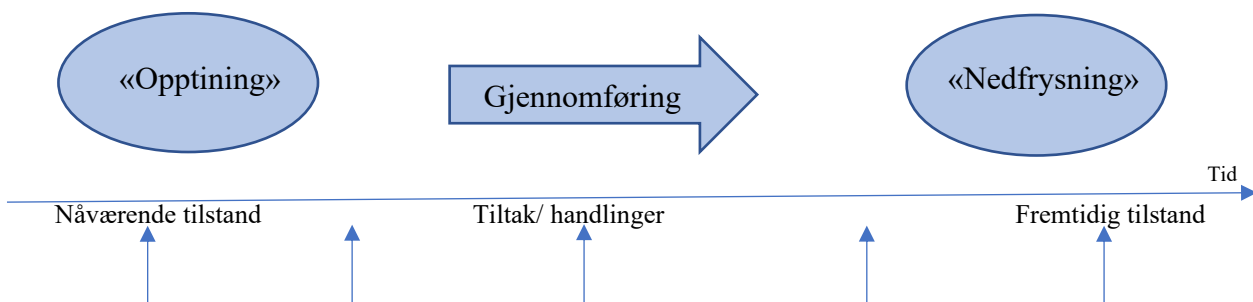 «Opptining»
Gjennomføring
«Nedfrysning»
Tid
Nåværende tilstand
Tiltak/ handlinger
Fremtidig tilstand